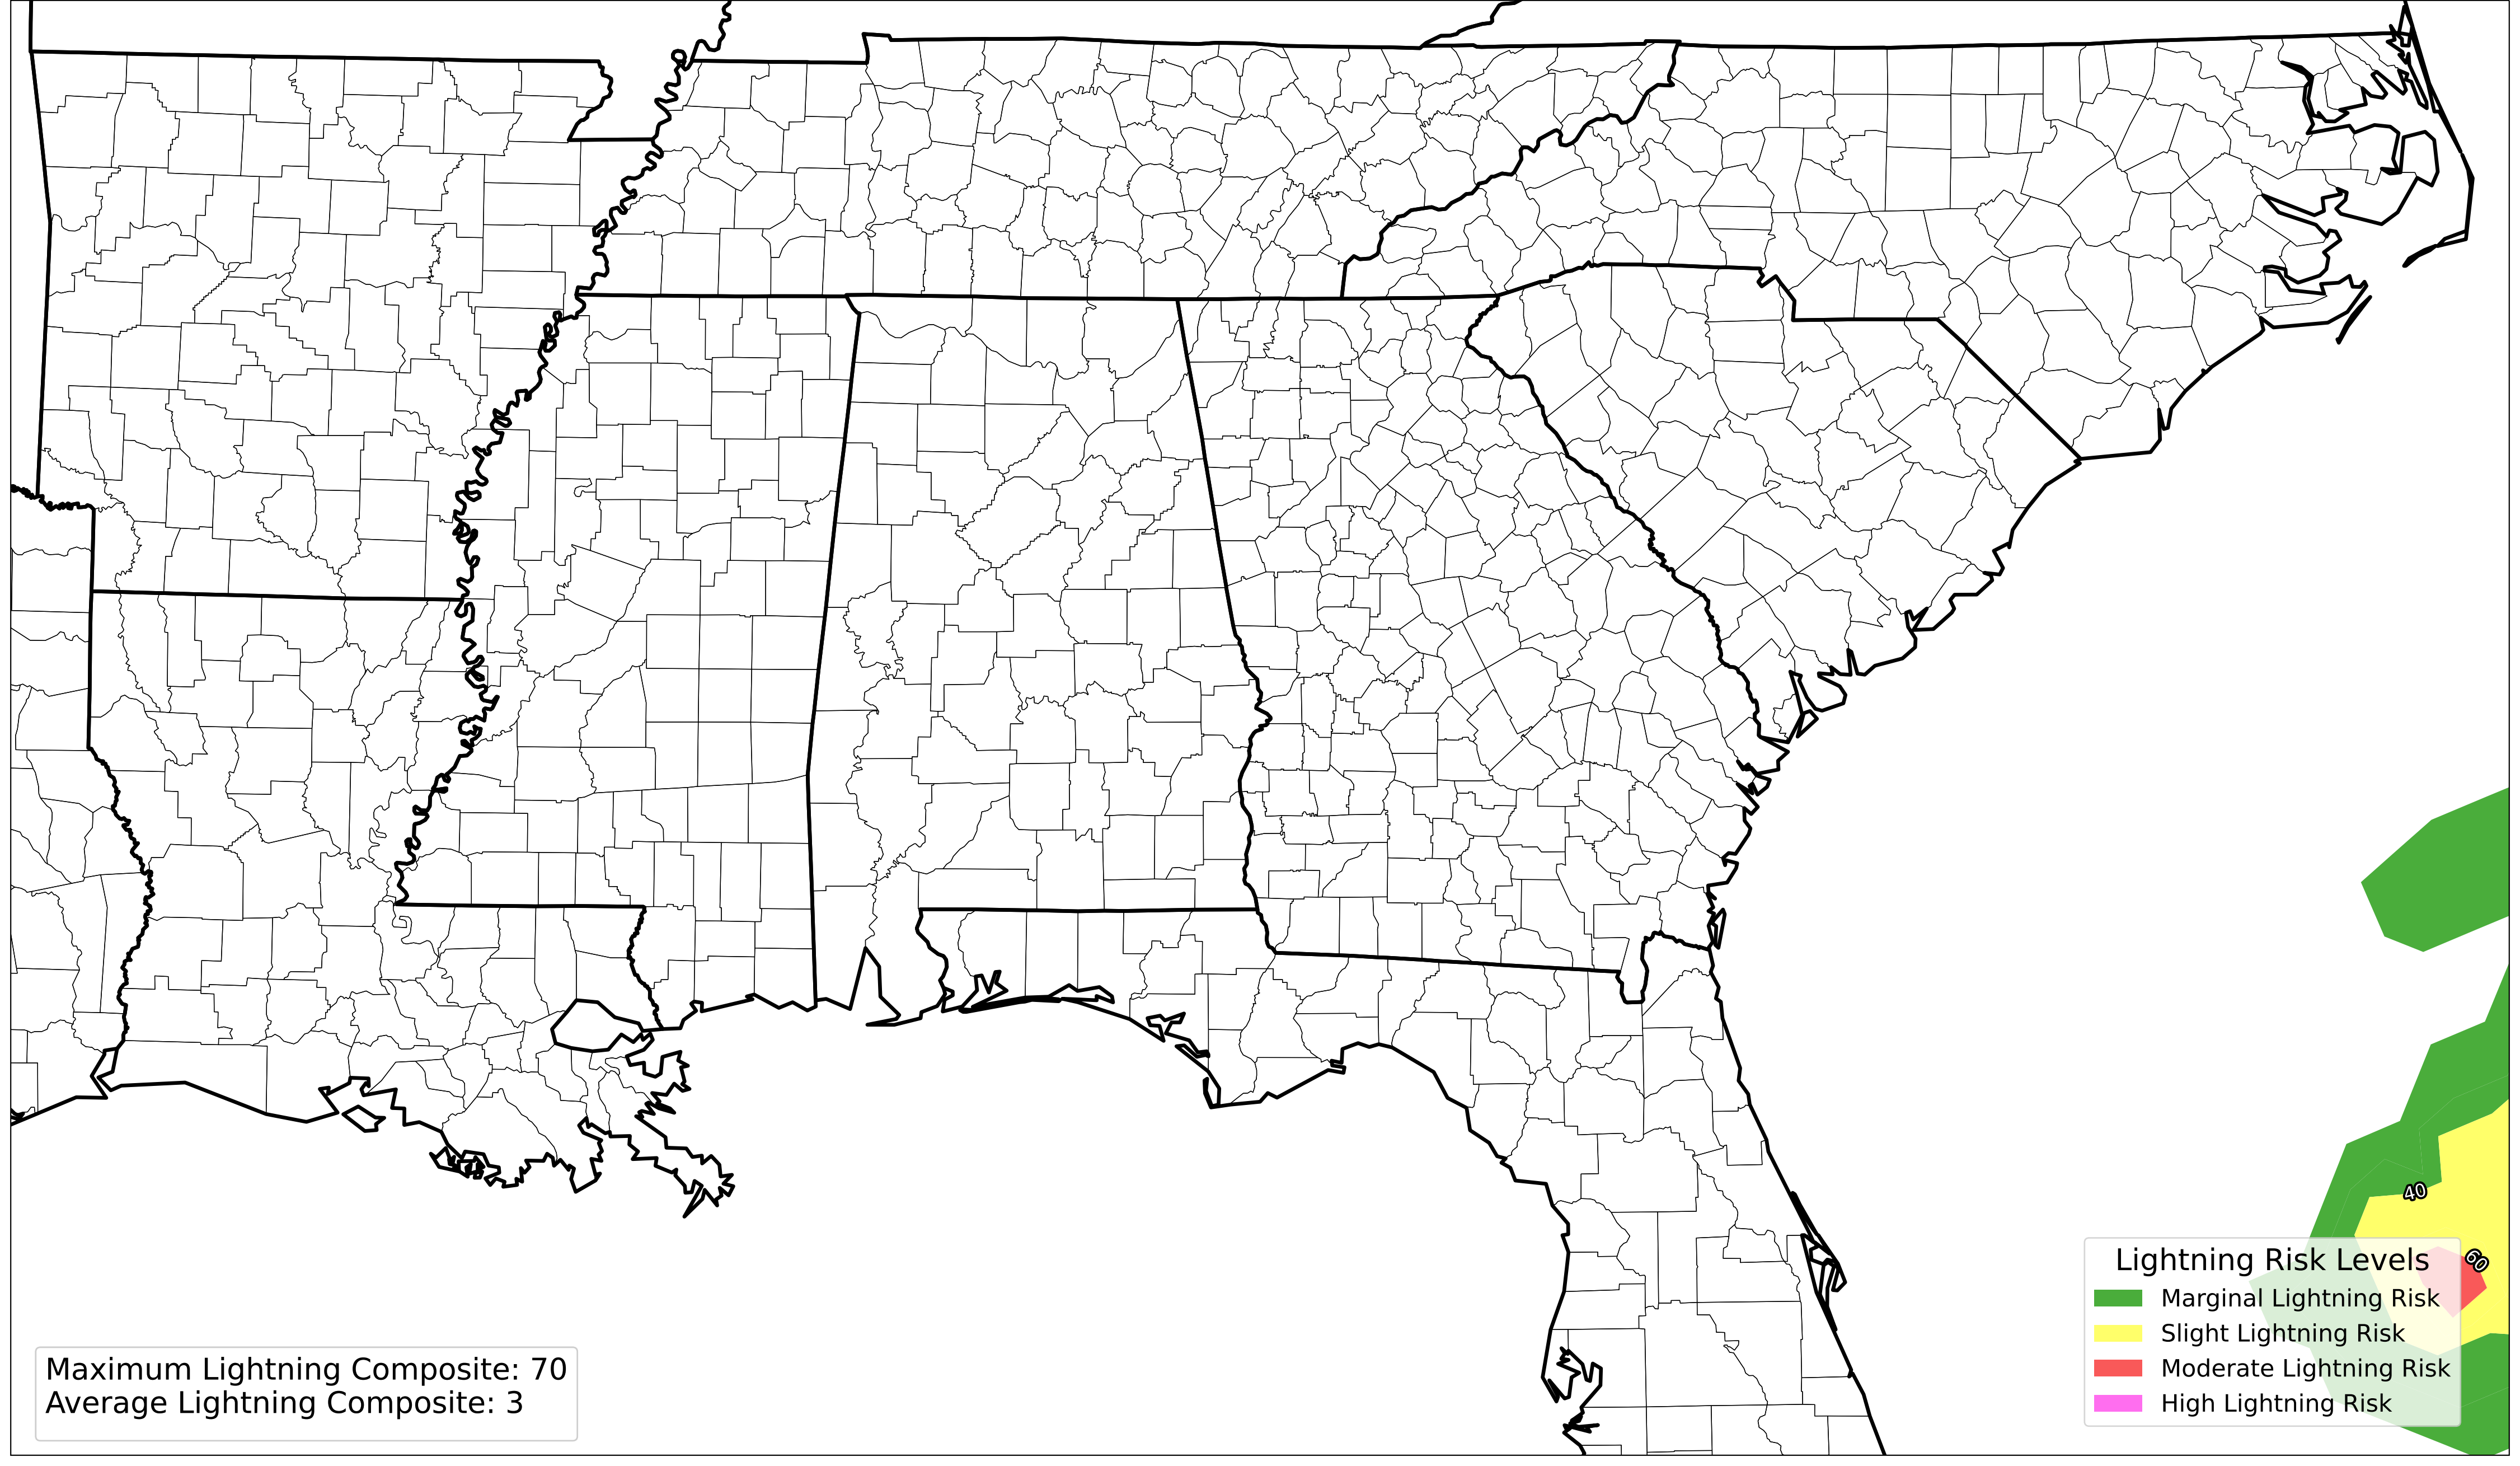 40
60
Lightning Risk Levels
Marginal Lightning Risk
Slight Lightning Risk
Moderate Lightning Risk
High Lightning Risk
Maximum Lightning Composite: 70
Average Lightning Composite: 3